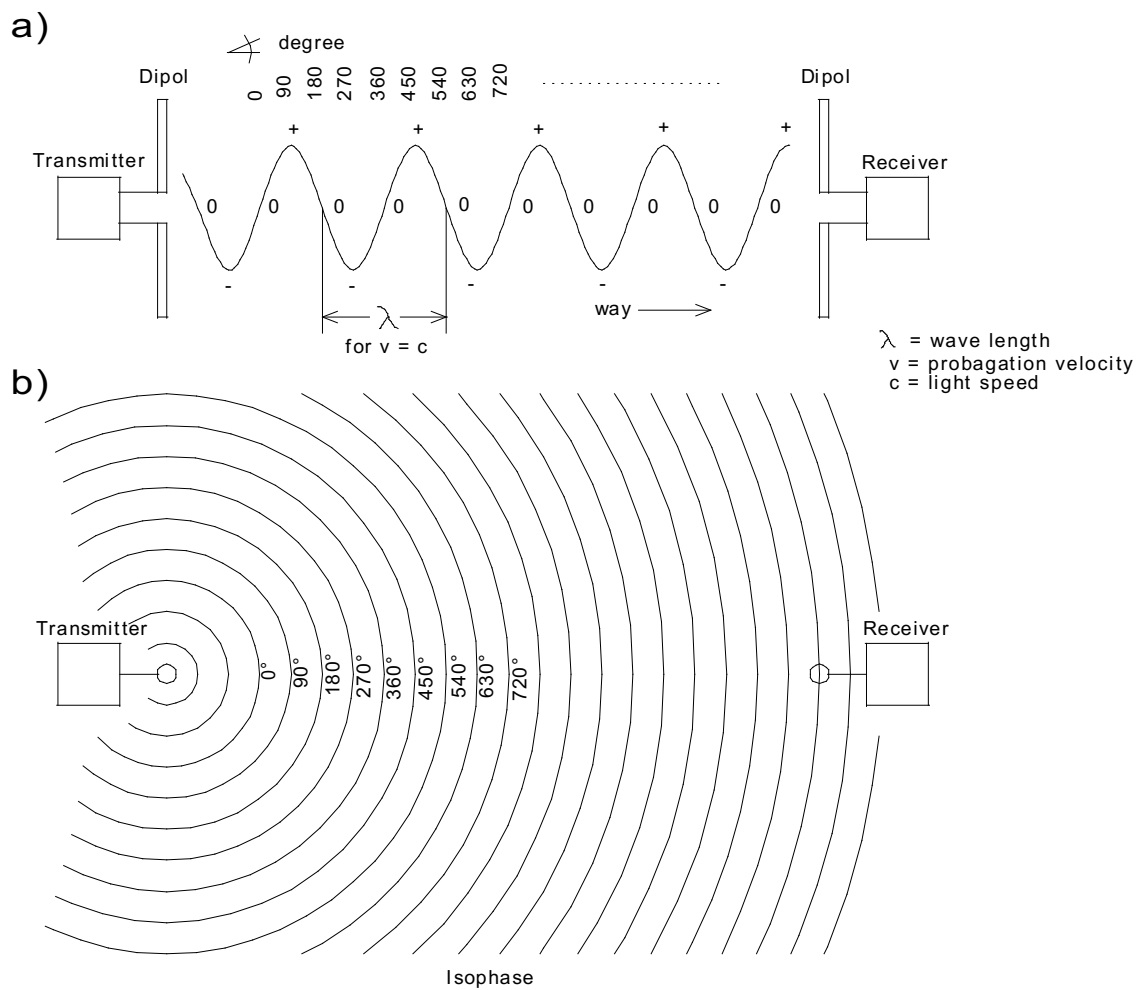 a)
degree
0 90 180 270 360 450 540 630 720
Dipol Dipol
+ + + + +
Transmitter Receiver
0 0 0 0 0 0 0 0 0 0
- - - - -
way
λ
for v = c
λ = wave length
v = probagation velocity
c = light speed
b)
Transmitter Receiver
0° 90° 180° 270° 360° 450° 540° 630° 720°
Isophase